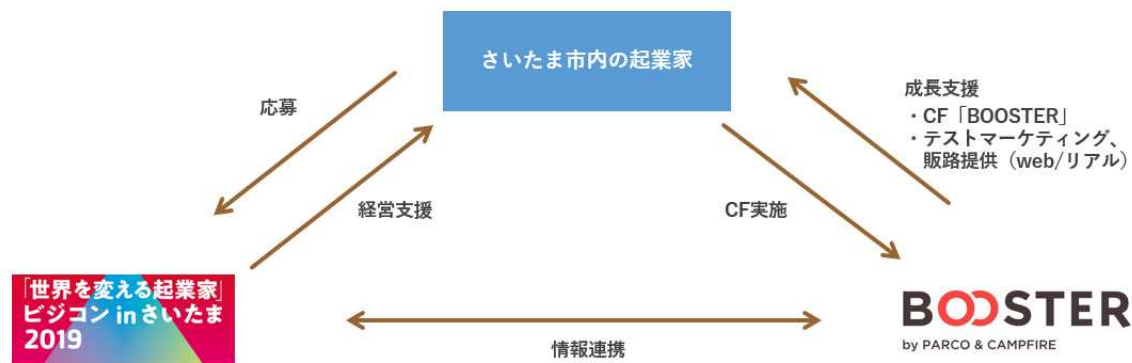 さいたま市内の起業家
応募
経営支援
成長支援
・CF「BOOSTER」
・テストマーケティング、
販路提供（web/リアル）
CF実施
「世界を変える起業家」
ビジコン in さいたま
2019
情報連携
BOOSTER
by PARCO & CAMPFIRE